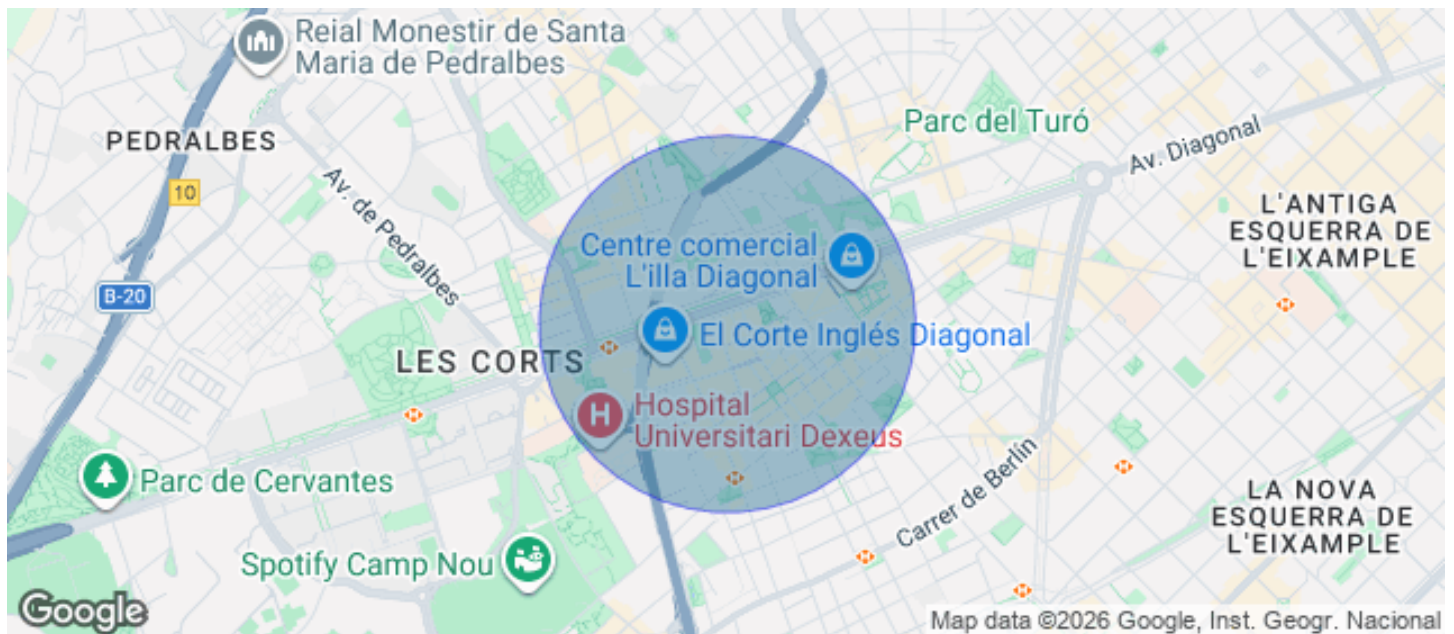 Reial Monestir de Santa
Maria de Pedralbes
PEDRALBES
10
Av. de Pedralbes
B-20
Parc del Turó
Av. Diagonal
L'ANTIGA
ESQUERRA DE
L'EIXAMPLE
Centre comercial
L'illa Diagonal
El Corte Inglés Diagonal
LES CORTS
H
Hospital
Universitari Dexeus
Parc de Cervantes
Carrer de Berlín
LA NOVA
ESQUERRA DE
L'EIXAMPLE
Spotify Camp Nou
Google
Map data ©2026 Google, Inst. Geogr. Nacional